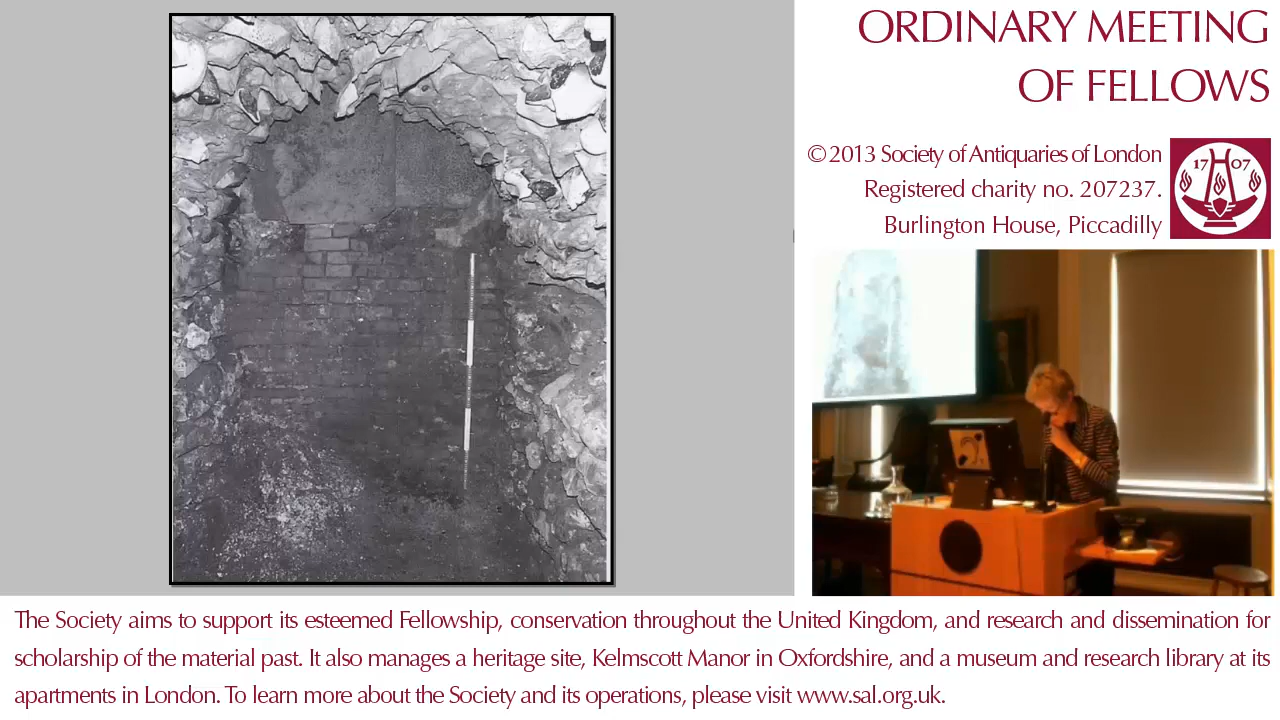 ORDINARY MEETING
OF FELLOWS
©2013 Society of Antiquaries of London
Registered charity no. 207237.
Burlington House, Piccadilly
17 07
The Society aims to support its esteemed Fellowship, conservation throughout the United Kingdom, and research and dissemination for
scholarship of the material past. It also manages a heritage site, Kelmscott Manor in Oxfordshire, and a museum and research library at its
apartments in London. To learn more about the Society and its operations, please visit www.sal.org.uk.